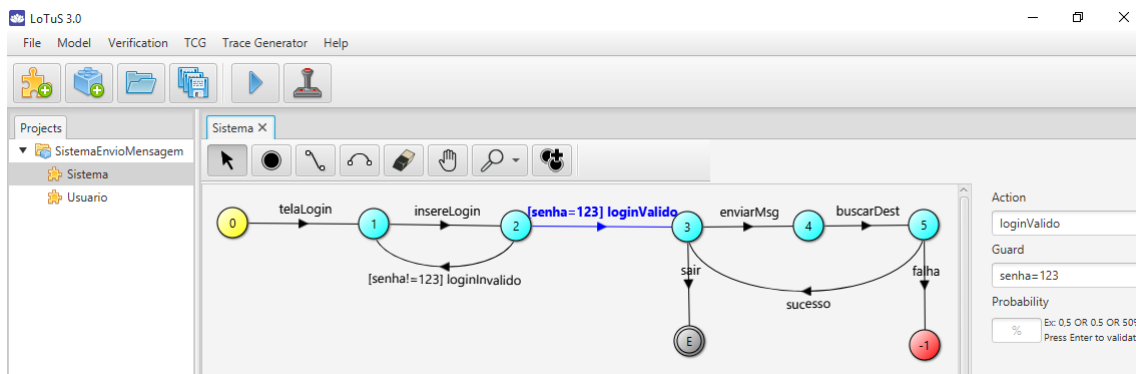 LoTuS 3.0
File Model Verification TCG Trace Generator Help
Projects
SistemaEnvioMensagem
Sistema
Usuario
Sistema X
0
telaLogin
1
insereLogin
2
[senha=123] loginValido
3
enviarMsg
4
buscarDest
5
[senha!=123] loginInvalido
sair
sucesso
falha
E
-1
Action
loginValido
Guard
senha=123
Probability
%
Ex: 0,5 OR 0.5 OR 50%
Press Enter to validat